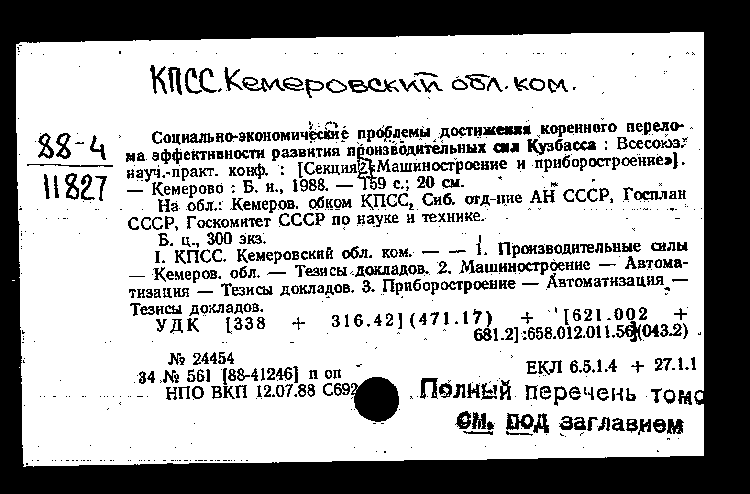 КПСС. Кемеровский обл. ком.
88-4
11827
Социально-экономические проблемы достижения коренного перело-
ма эффективности развития производительных сил Кузбасса : Всесоюз.
науч.-практ. конф. : [Секция 2 «Машиностроение и приборостроение»].
— Кемерово : Б. и., 1988. — 159 с.; 20 см.
На обл.: Кемеров. обком КПСС, Сиб. отд-ние АН СССР, Госплан
СССР, Госкомитет СССР по науке и технике.
Б. ц., 300 экз.
I. КПСС. Кемеровский обл. ком. — — 1. Производительные силы
— Кемеров. обл. — Тезисы докладов. 2. Машиностроение — Автома-
тизация — Тезисы докладов. 3. Приборостроение — Автоматизация —
Тезисы докладов.
УДК [338 + 316.42] (471.17) + [621.002 +
681.2] :658.012.011.56](043.2)
№ 24454
34 № 561 [88-41246] п оп
ЕКЛ 6.5.1.4 + 27.1.1
НПО ВКП 12.07.88 С692
Полный перечень томо
см. под заглавием